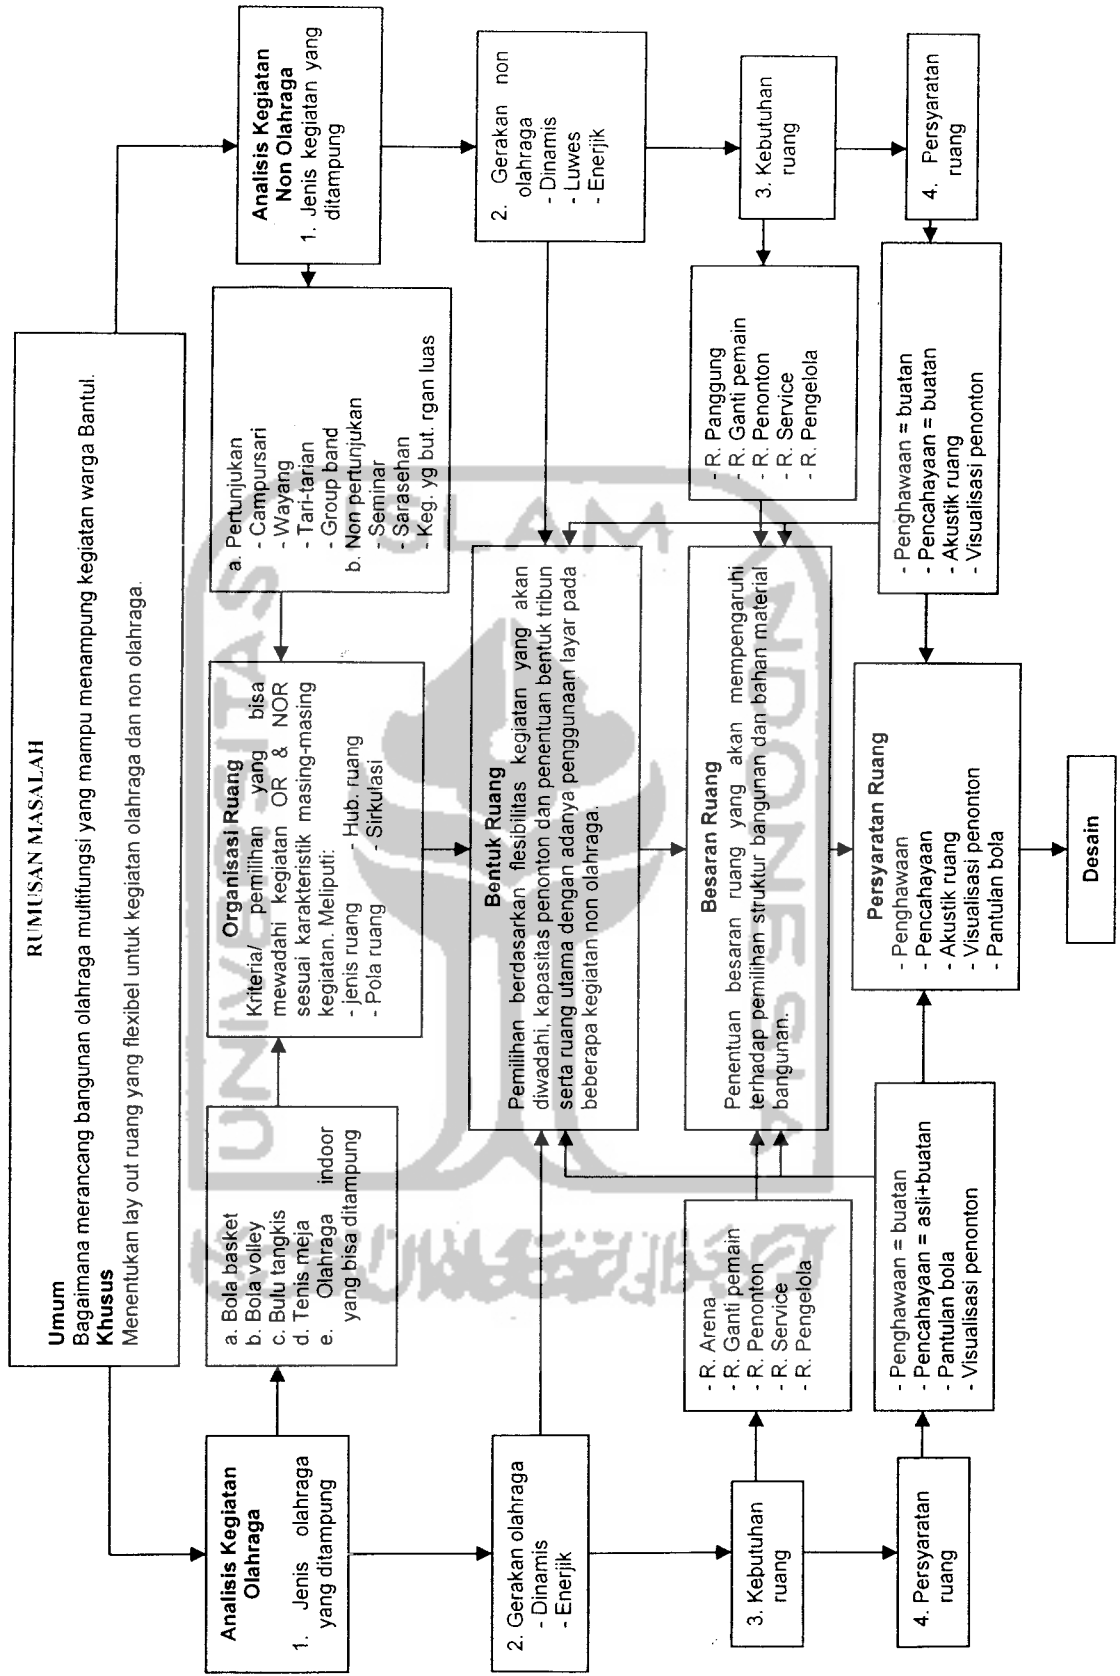 RUMUSAN MASALAH
Umum
Bagaimana merancang bangunan olahraga multifungsi yang mampu menampung kegiatan warga Bantul.
Khusus
Menentukan lay out ruang yang flexibel untuk kegiatan olahraga dan non olahraga.
Analisis Kegiatan
Olahraga
1. Jenis olahraga
yang ditampung
a. Bola basket
b. Bola volley
c. Bulu tangkis
d. Tenis meja
e. Olahraga indoor
yang bisa ditampung
Organisasi Ruang
Kriteria/ pemilihan yang bisa
mewadahi kegiatan OR & NOR
sesuai karakteristik masing-masing
kegiatan. Meliputi:
- jenis ruang - Hub. ruang
- Pola ruang - Sirkulasi
a. Pertunjukan
- Campursari
- Wayang
- Tari-tarian
- Group band
b. Non pertunjukan
- Seminar
- Sarasehan
- Keg. yg but. rgan luas
Analisis Kegiatan
Non Olahraga
1. Jenis kegiatan yang
ditampung
2. Gerakan olahraga
- Dinamis
- Enerjik
Bentuk Ruang
Pemilihan berdasarkan flesibilitas kegiatan yang akan
diwadahi, kapasitas penonton dan penentuan bentuk tribun
serta ruang utama dengan adanya penggunaan layar pada
beberapa kegiatan non olahraga.
2. Gerakan non
olahraga
- Dinamis
- Luwes
- Enerjik
3. Kebutuhan
ruang
- R. Arena
- R. Ganti pemain
- R. Penonton
- R. Service
- R. Pengelola
Besaran Ruang
Penentuan besaran ruang yang akan mempengaruhi
terhadap pemilihan struktur bangunan dan bahan material
bangunan.
- R. Panggung
- R. Ganti pemain
- R. Penonton
- R. Service
- R. Pengelola
3. Kebutuhan
ruang
4. Persyaratan
ruang
- Penghawaan = buatan
- Pencahayaan = asli+buatan
- Pantulan bola
- Visualisasi penonton
Persyaratan Ruang
- Penghawaan
- Pencahayaan
- Akustik ruang
- Visualisasi penonton
- Pantulan bola
- Penghawaan = buatan
- Pencahayaan = buatan
- Akustik ruang
- Visualisasi penonton
4. Persyaratan
ruang
Desain
UNIVERSITAS
ISLAM
INDONESIA